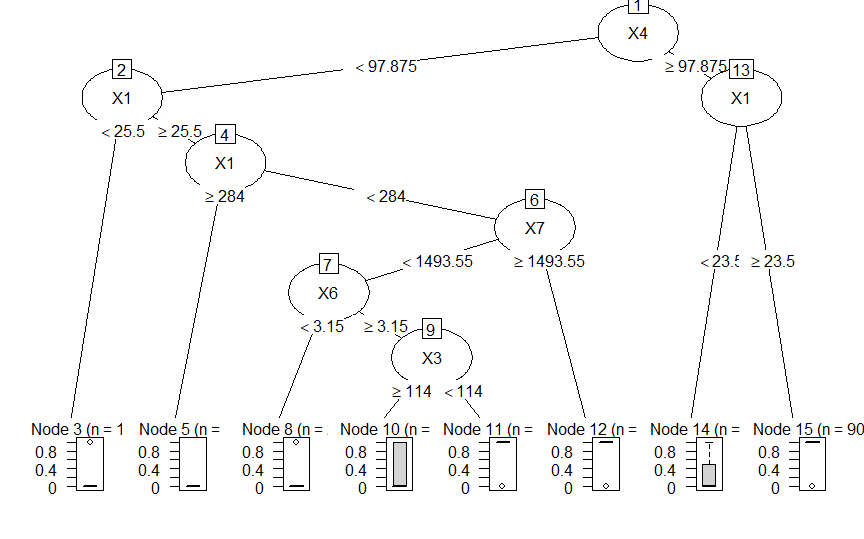 1
X4
< 97.875
≥ 97.875
2
X1
13
X1
< 25.5
≥ 25.5
4
X1
≥ 284
< 284
6
X7
< 1493.55
≥ 1493.55
< 23.5
≥ 23.5
7
X6
< 3.15
≥ 3.15
9
X3
≥ 114
< 114
Node 3 (n = 1
Node 5 (n =
Node 8 (n =
Node 10 (n =
Node 11 (n =
Node 12 (n =
Node 14 (n =
Node 15 (n = 90
0.8 0.8 0.8 0.8 0.8 0.8 0.8 0.8
0.4 0.4 0.4 0.4 0.4 0.4 0.4 0.4
0 0 0 0 0 0 0 0